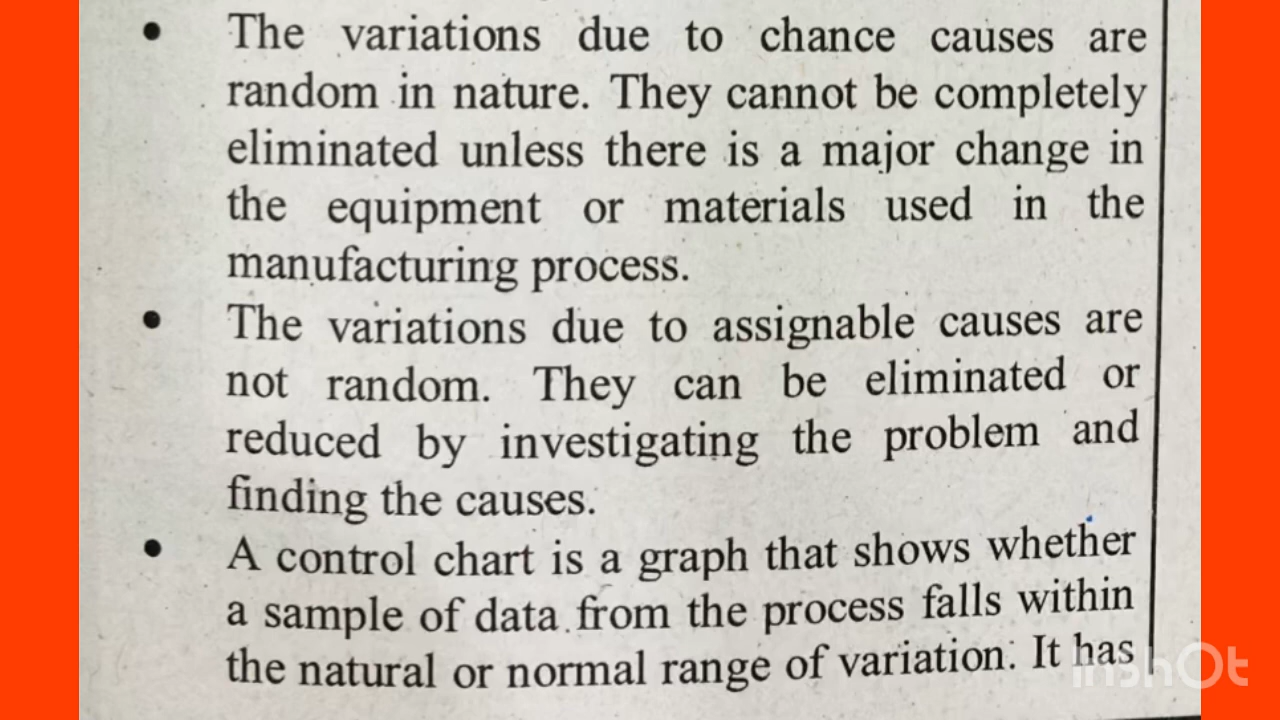 • The variations due to chance causes are
random in nature. They cannot be completely
eliminated unless there is a major change in
the equipment or materials used in the
manufacturing process.
• The variations due to assignable causes are
not random. They can be eliminated or
reduced by investigating the problem and
finding the causes.
• A control chart is a graph that shows whether
a sample of data from the process falls within
the natural or normal range of variation. It has
InShOt